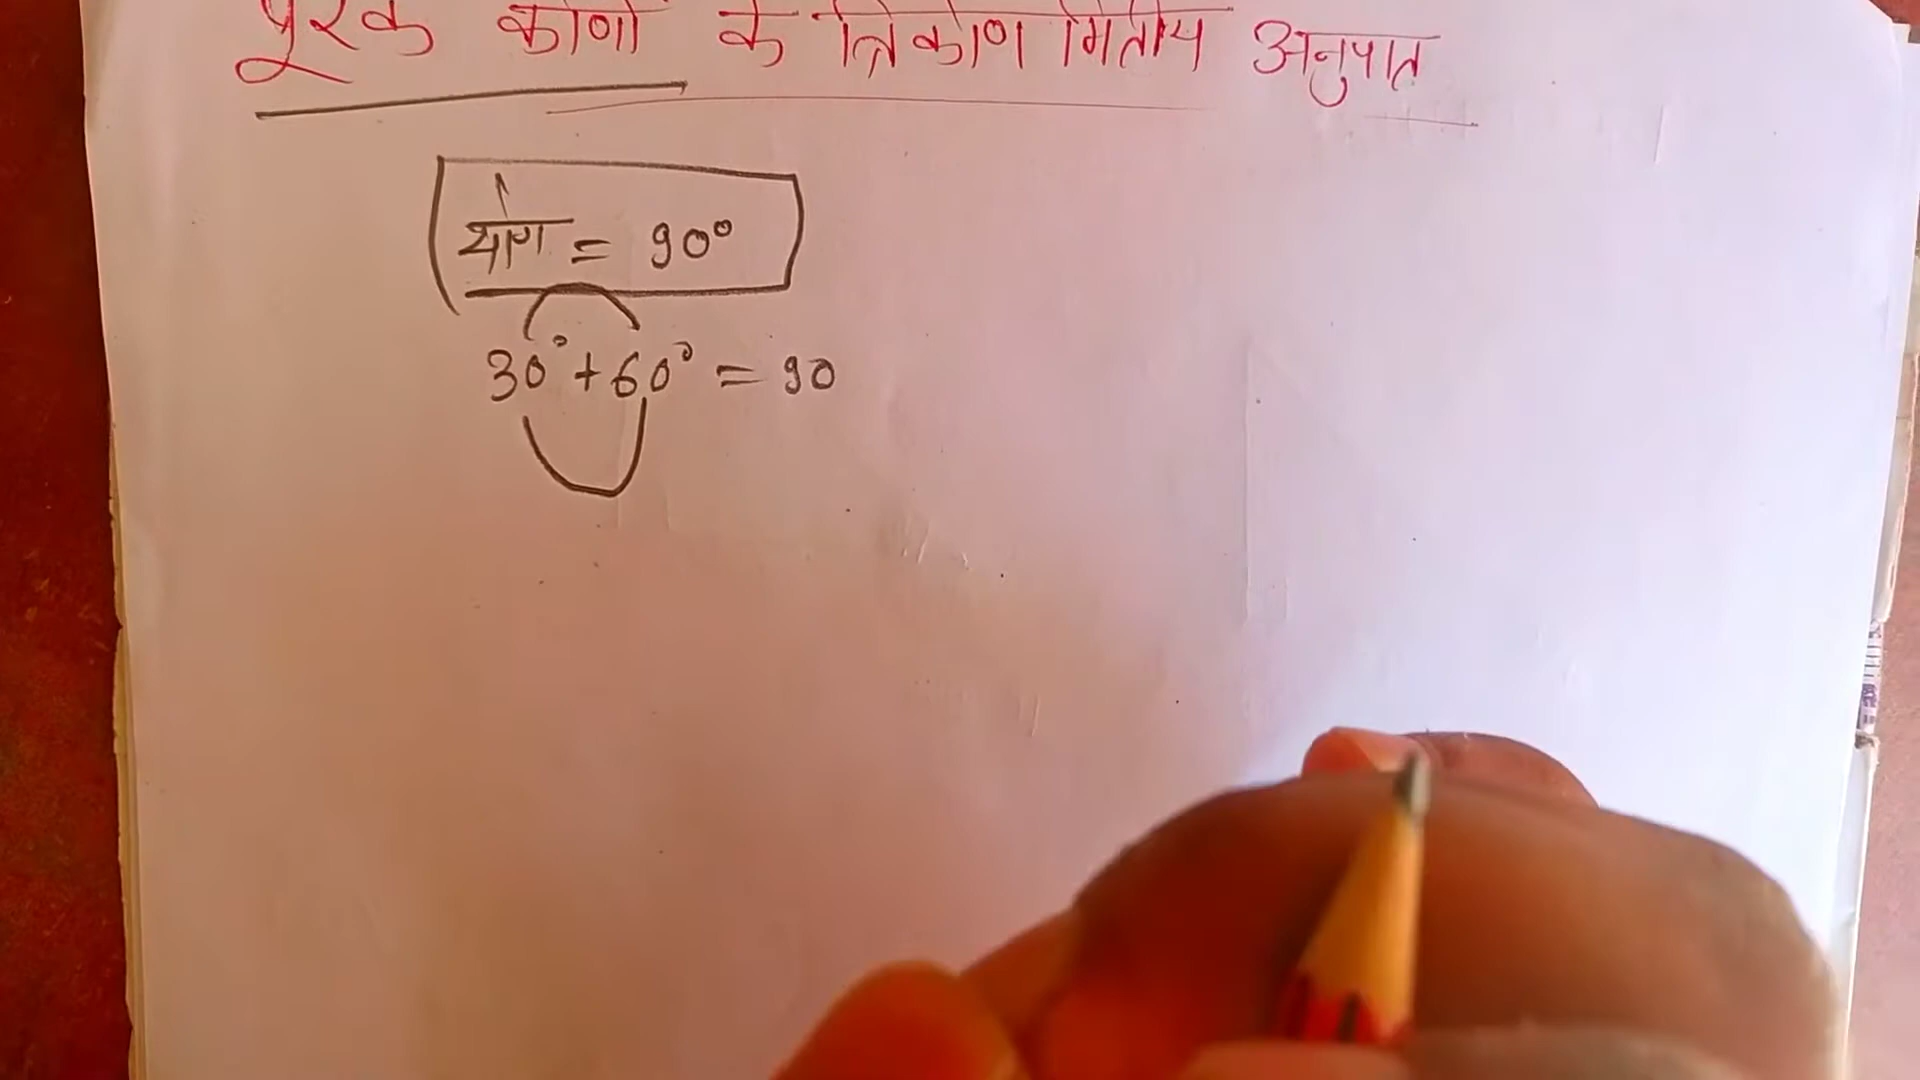 पूरक कोणों के त्रिकोणमितीय अनुपात
योग = 90°
30° + 60° = 90